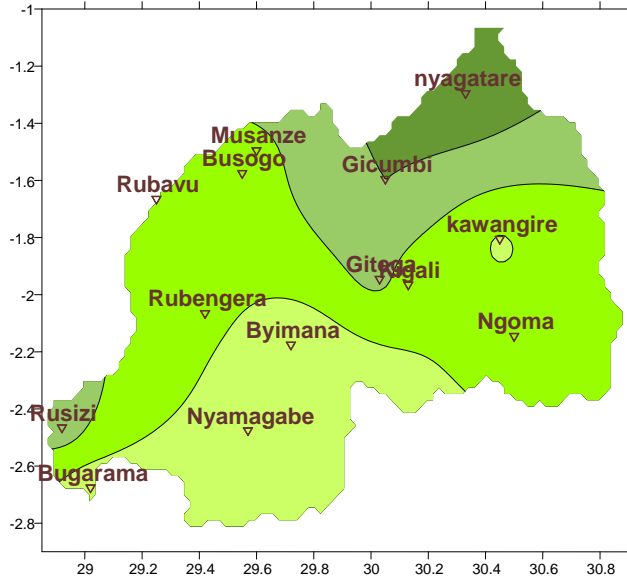 -1
-1.2
-1.4
-1.6
-1.8
-2
-2.2
-2.4
-2.6
-2.8
nyagatare
Musanze
Busogo
Gicumbi
Rubavu
kawangire
Gitega
Kigali
Rubengera
Ngoma
Byimana
Rusizi
Nyamagabe
Bugarama
29 29.2 29.4 29.6 29.8 30 30.2 30.4 30.6 30.8